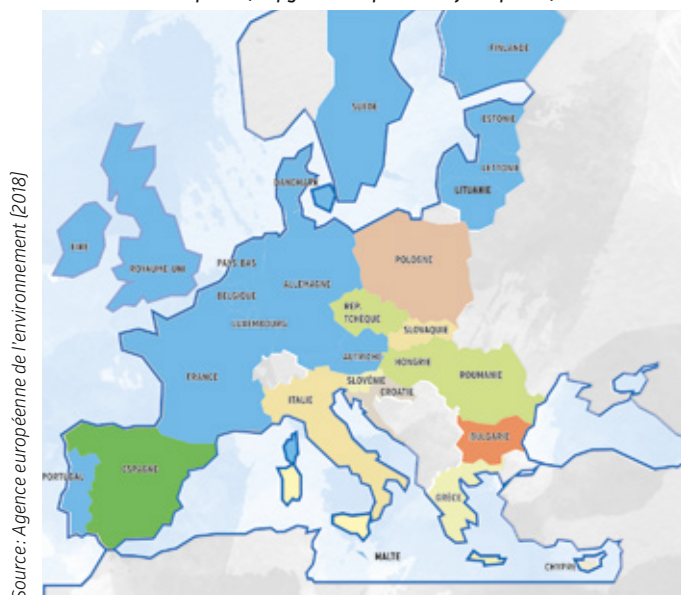 FINLANDE
SUÈDE
ESTONIE
LETTONIE
LITUANIE
DANEMARK
EIRE
ROYAUME-UNI
PAYS BAS
BELGIQUE
LUXEMBOURG
ALLEMAGNE
POLOGNE
REP.
TCHÈQUE
SLOVAQUIE
AUTRICHE
HONGRIE
ROUMANIE
FRANCE
SLOVÉNIE
CROATIE
ITALIE
BULGARIE
PORTUGAL
ESPAGNE
GRÈCE
MALTE
CHYPRE
Source: Agence européenne de l'environnement (2018)